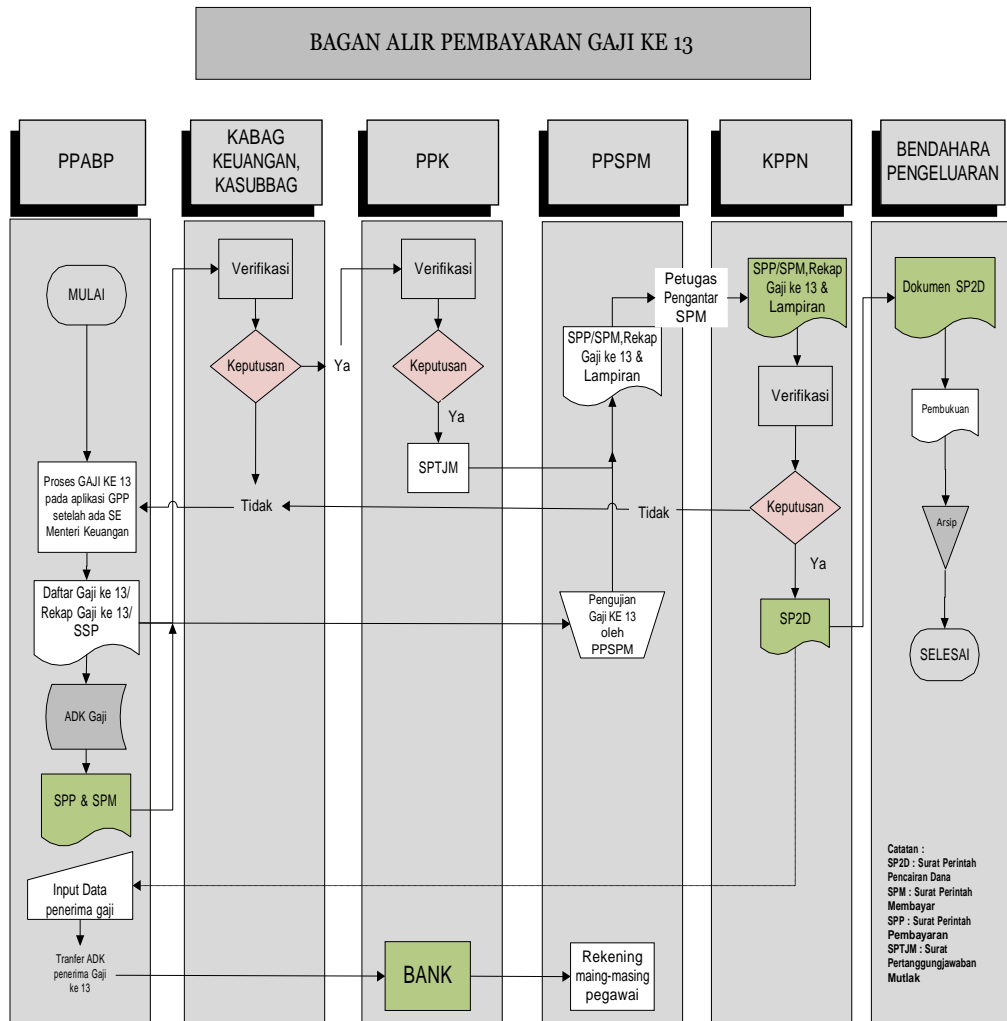 BAGAN ALIR PEMBAYARAN GAJI KE 13
PPABP
KABAG
KEUANGAN,
KASUBBAG
PPK
PPSPM
KPPN
BENDAHARA
PENGELUARAN
MULAI
Proses GAJI KE 13
pada aplikasi GPP
setelah ada SE
Menteri Keuangan
Daftar Gaji ke 13/
Rekap Gaji ke 13/
SSP
ADK Gaji
SPP & SPM
Input Data
penerima gaji
Tranfer ADK
penerima Gaji
ke 13
Verifikasi
Keputusan
Ya
Tidak
Verifikasi
Keputusan
Ya
SPTJM
BANK
Petugas
Pengantar
SPM
SPP/SPM,Rekap
Gaji ke 13 &
Lampiran
Tidak
Pengujian
Gaji KE 13
oleh
PPSPM
Rekening
maing-masing
pegawai
SPP/SPM,Rekap
Gaji ke 13 &
Lampiran
Verifikasi
Keputusan
Ya
SP2D
Dokumen SP2D
Pembukuan
Arsip
SELESAI
Catatan :
SP2D : Surat Perintah
Pencairan Dana
SPM : Surat Perintah
Membayar
SPP : Surat Perintah
Pembayaran
SPTJM : Surat
Pertanggungjawaban
Mutlak